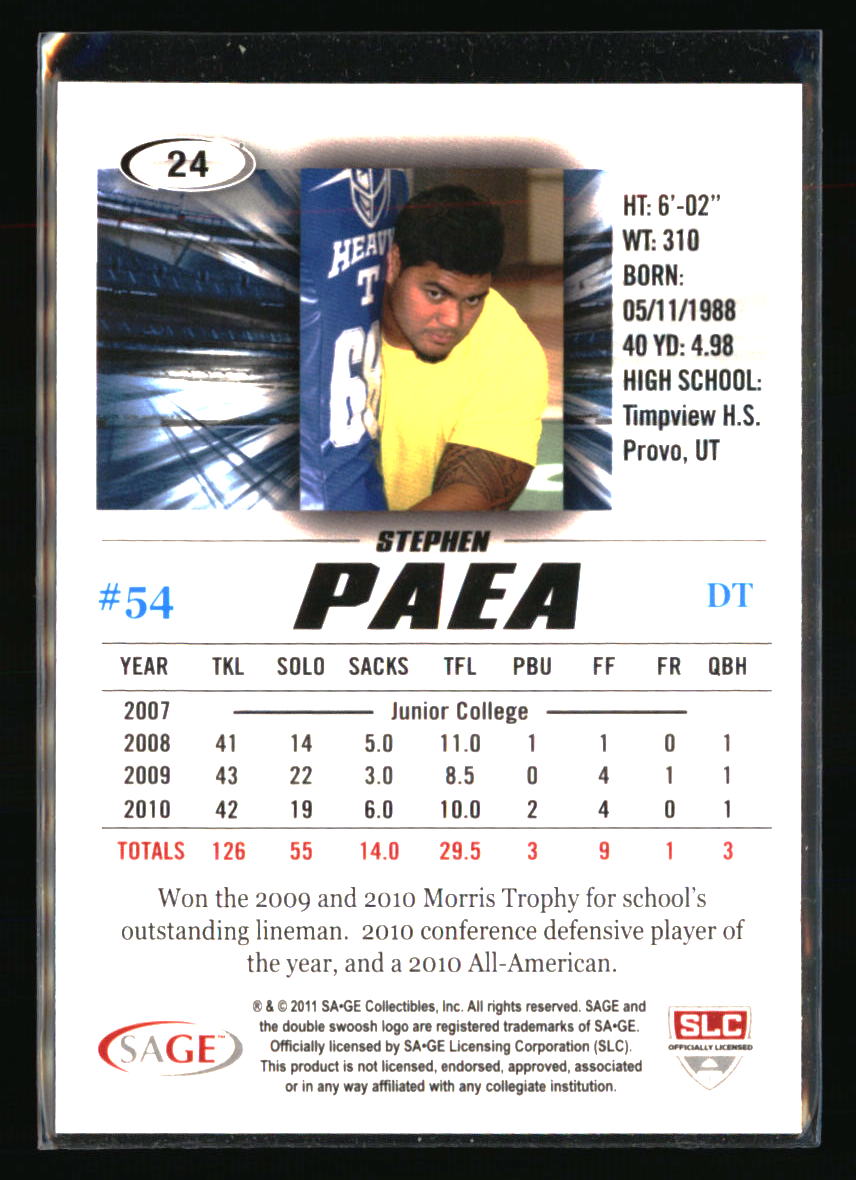 24
HEAVY
T
68
HT: 6'-02"
WT: 310
BORN:
05/11/1988
40 YD: 4.98
HIGH SCHOOL:
Timpview H.S.
Provo, UT
STEPHEN
#54 PAEA DT
YEAR TKL SOLO SACKS TFL PBU FF FR QBH
2007 Junior College
2008 41 14 5.0 11.0 1 1 0 1
2009 43 22 3.0 8.5 0 4 1 1
2010 42 19 6.0 10.0 2 4 0 1
TOTALS 126 55 14.0 29.5 3 9 1 3
Won the 2009 and 2010 Morris Trophy for school's
outstanding lineman. 2010 conference defensive player of
the year, and a 2010 All-American.
SAGE™
® & © 2011 SA•GE Collectibles, Inc. All rights reserved. SAGE and
the double swoosh logo are registered trademarks of SA•GE.
Officially licensed by SA•GE Licensing Corporation (SLC).
This product is not licensed, endorsed, approved, associated
or in any way affiliated with any collegiate institution.
SLC
OFFICIALLY LICENSED